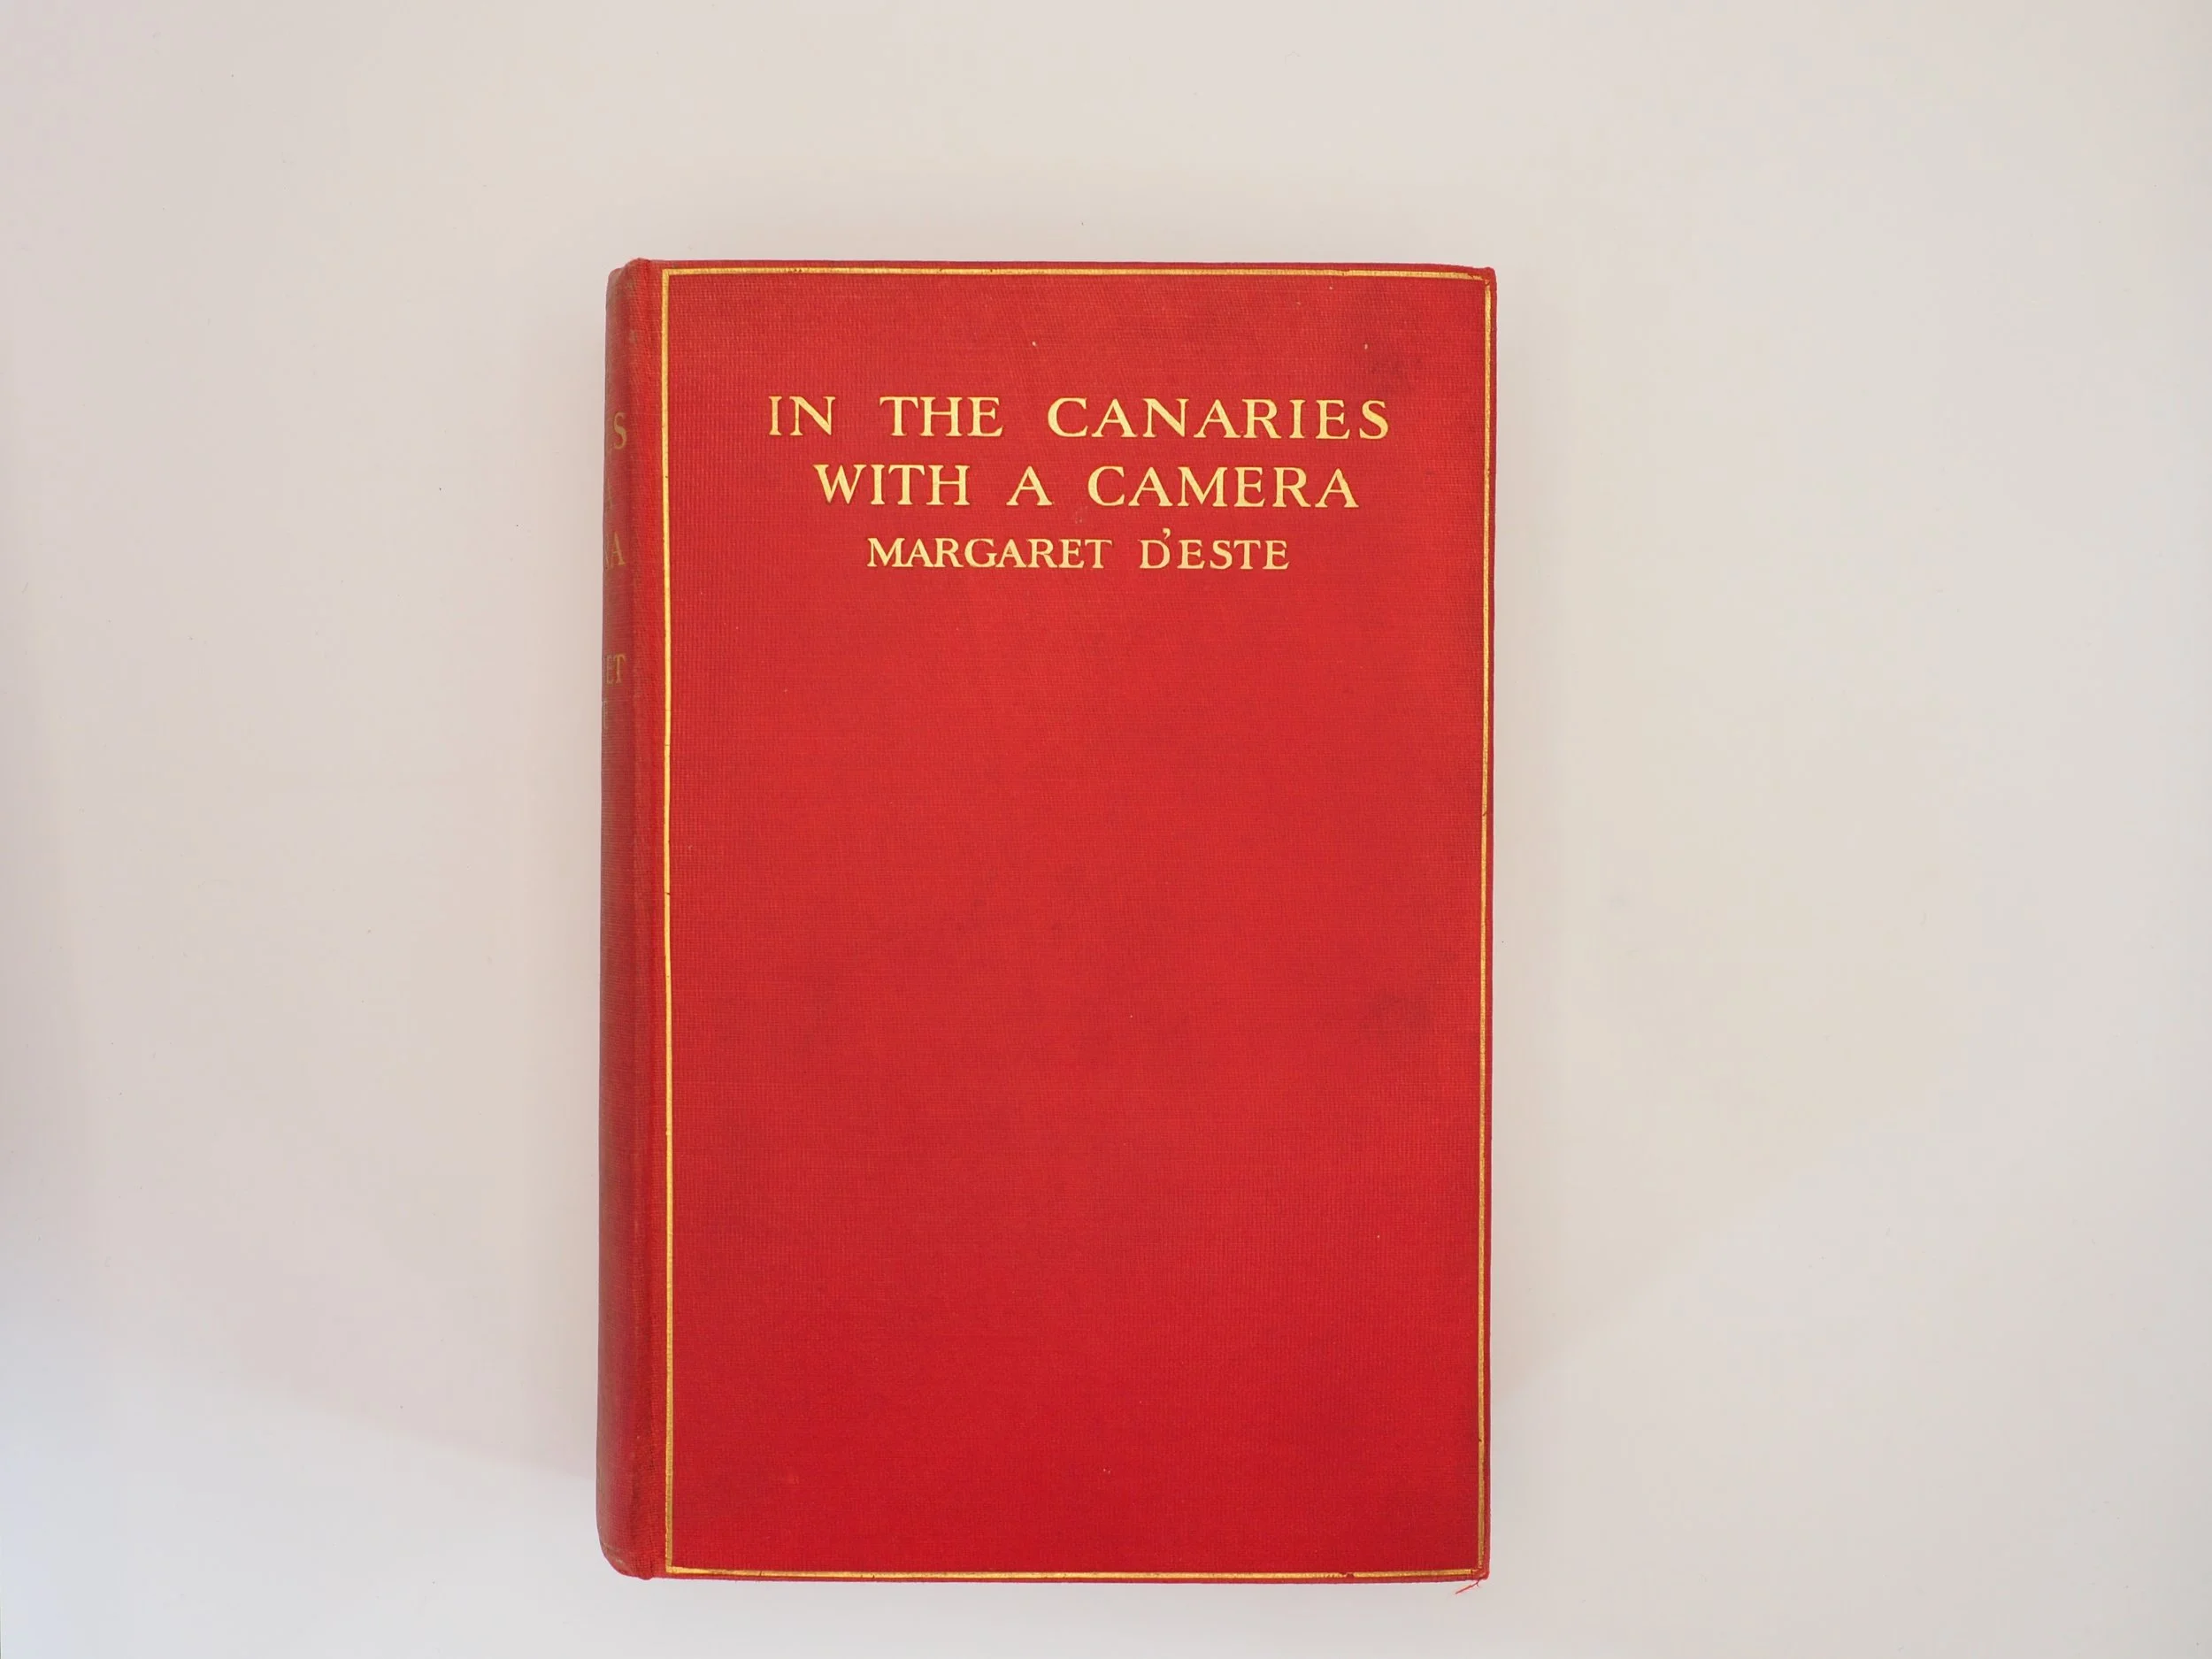 IN THE CANARIES
WITH A CAMERA
MARGARET D'ESTE